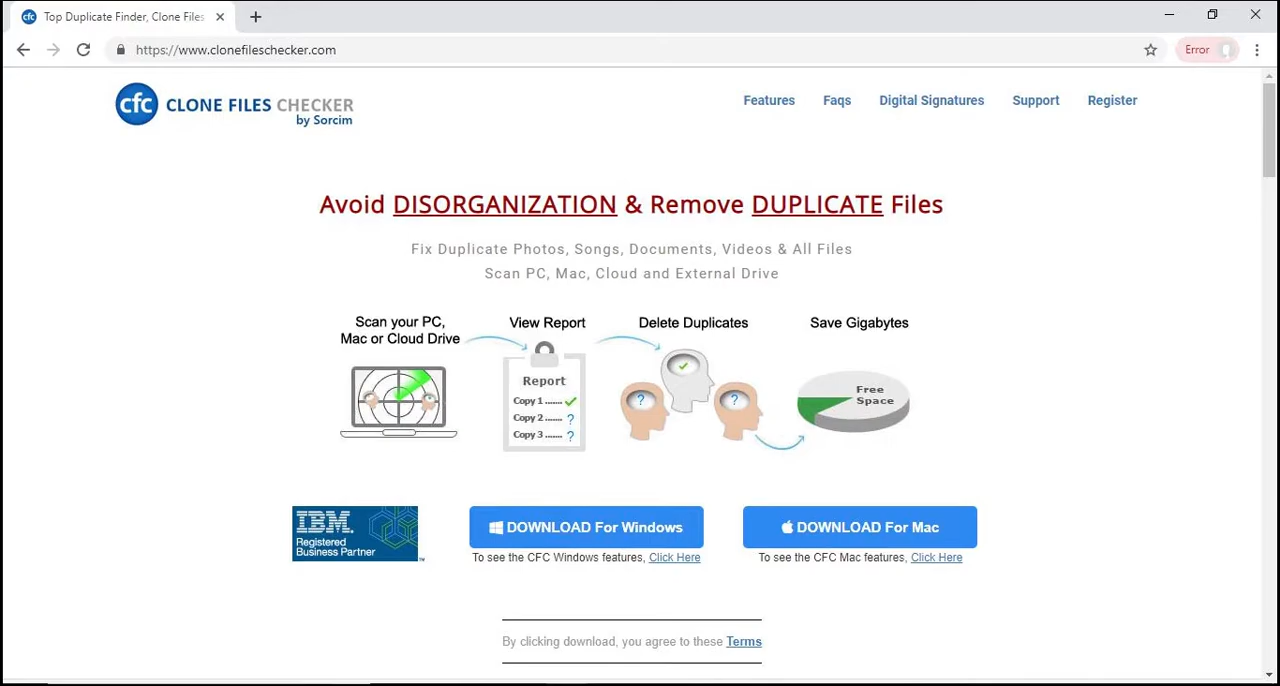 cfc Top Duplicate Finder, Clone Files
https://www.clonefileschecker.com
Error
cfc CLONE FILES CHECKER
by Sorcim
Features Faqs Digital Signatures Support Register
Avoid DISORGANIZATION & Remove DUPLICATE Files
Fix Duplicate Photos, Songs, Documents, Videos & All Files
Scan PC, Mac, Cloud and External Drive
Scan your PC,
Mac or Cloud Drive
View Report
Delete Duplicates
Save Gigabytes
Report
Copy 1 ......
Copy 2 ...... ?
Copy 3 ...... ?
? ?
Free
Space
IBM.
Registered
Business Partner
TM
DOWNLOAD For Windows
To see the CFC Windows features, Click Here
DOWNLOAD For Mac
To see the CFC Mac features, Click Here
By clicking download, you agree to these Terms